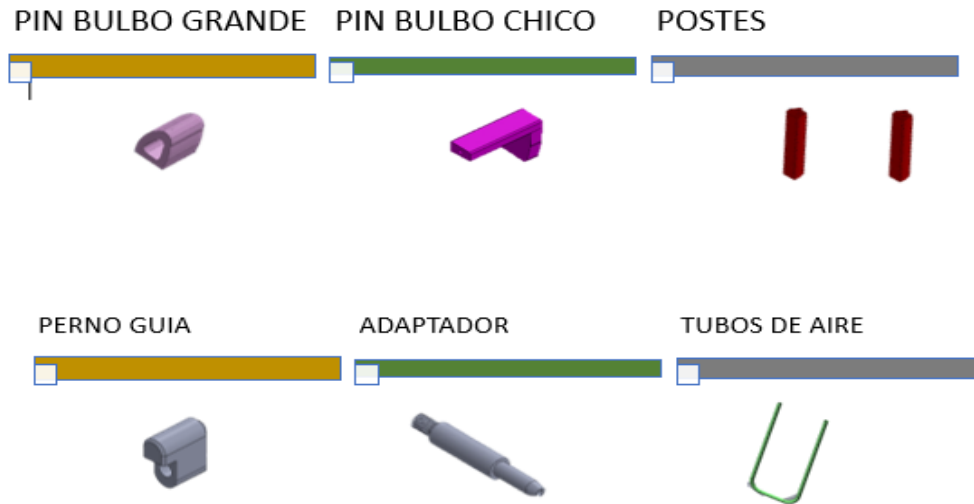 PIN BULBO GRANDE
PIN BULBO CHICO
POSTES
PERNO GUIA
ADAPTADOR
TUBOS DE AIRE